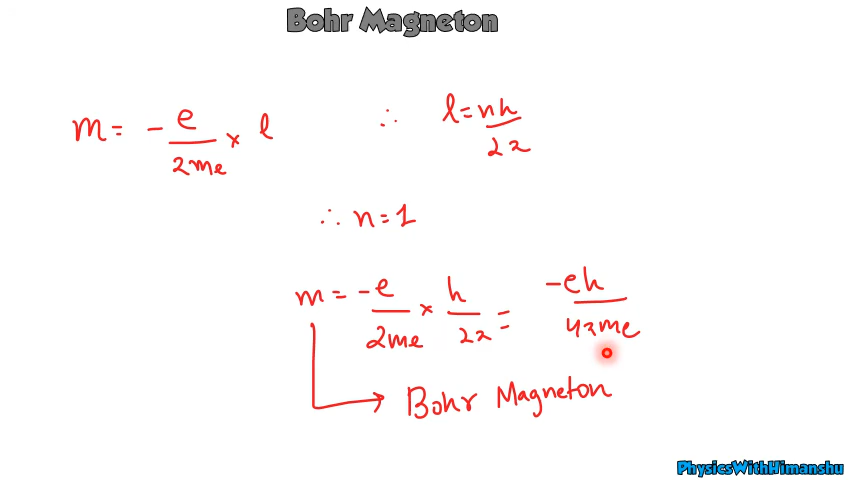 Bohr Magneton
m = - e/2me × l ∴ l = nh/2π
∴ n = 1
m = -e/2me × h/2π = -eh/4πme
Bohr Magneton
PhysicsWithHimanshu